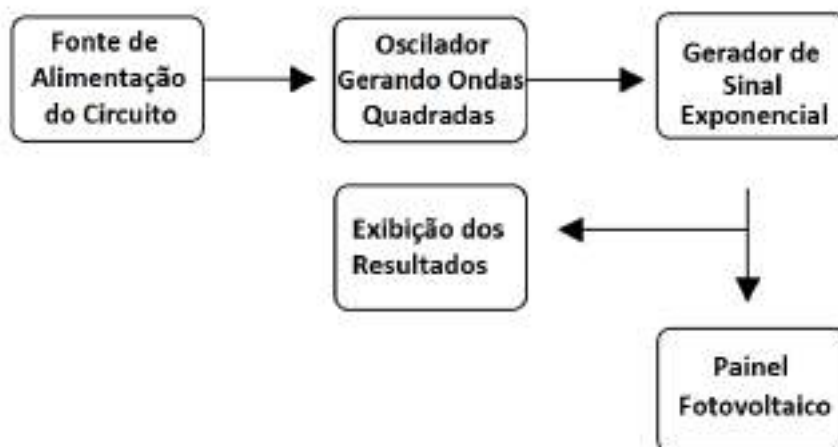 Fonte de
Alimentação
do Circuito
Oscilador
Gerando Ondas
Quadradas
Gerador de
Sinal
Exponencial
Exibição dos
Resultados
Painel
Fotovoltaico